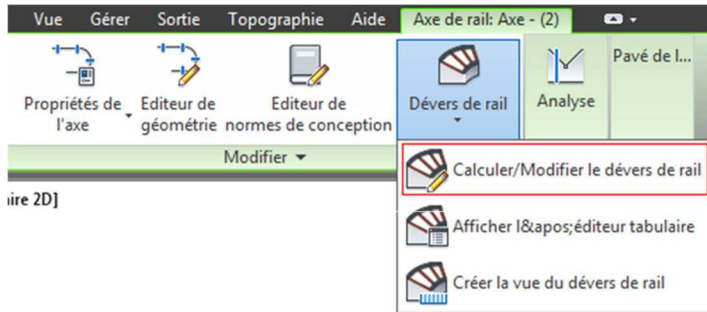 Vue Gérer Sortie Topographie Aide Axe de rail: Axe - (2)
Propriétés de l'axe
Editeur de géométrie
Editeur de normes de conception
Dévers de rail
Analyse
Pavé de l...
Modifier
Calculer/Modifier le dévers de rail
Afficher l&apos;éditeur tabulaire
Créer la vue du dévers de rail
ire 2D]